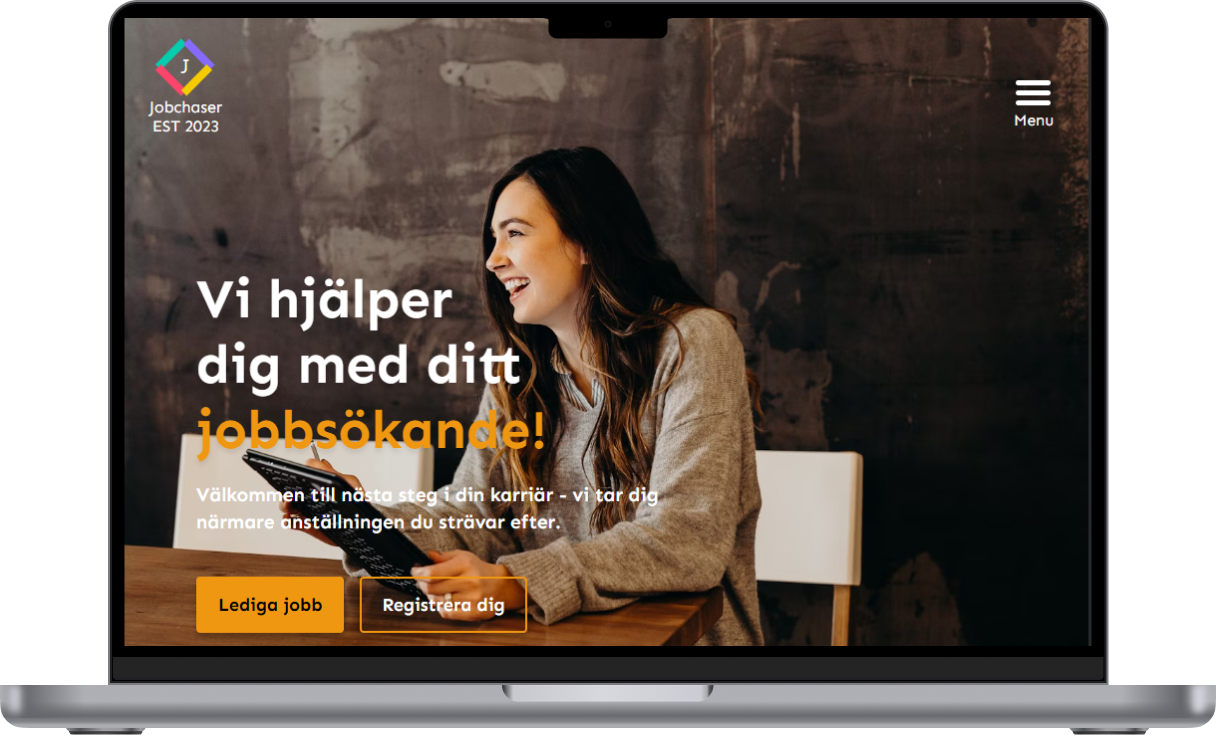 J
Jobchaser
EST 2023
Menu
Vi hjälper
dig med ditt
jobbsökande!
Välkommen till nästa steg i din karriär - vi tar dig
närmare anställningen du strävar efter.
Lediga jobb
Registrera dig